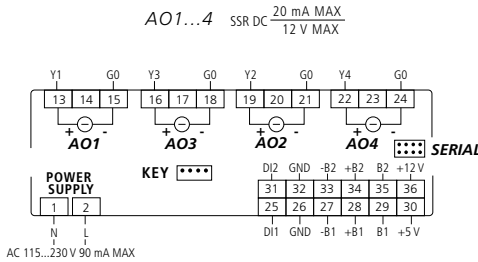 AO1...4 SSR DC 20 mA MAX
12 V MAX
Y1 G0 Y3 G0 Y2 G0 Y4 G0
13 14 15 16 17 18 19 20 21 22 23 24
+ - + - + - + -
AO1 AO3 AO2 AO4
SERIAL
KEY
DI2 GND -B2 +B2 B2 +12 V
POWER
SUPPLY
31 32 33 34 35 36
1 2 25 26 27 28 29 30
N L DI1 GND -B1 +B1 B1 +5 V
AC 115...230 V 90 mA MAX